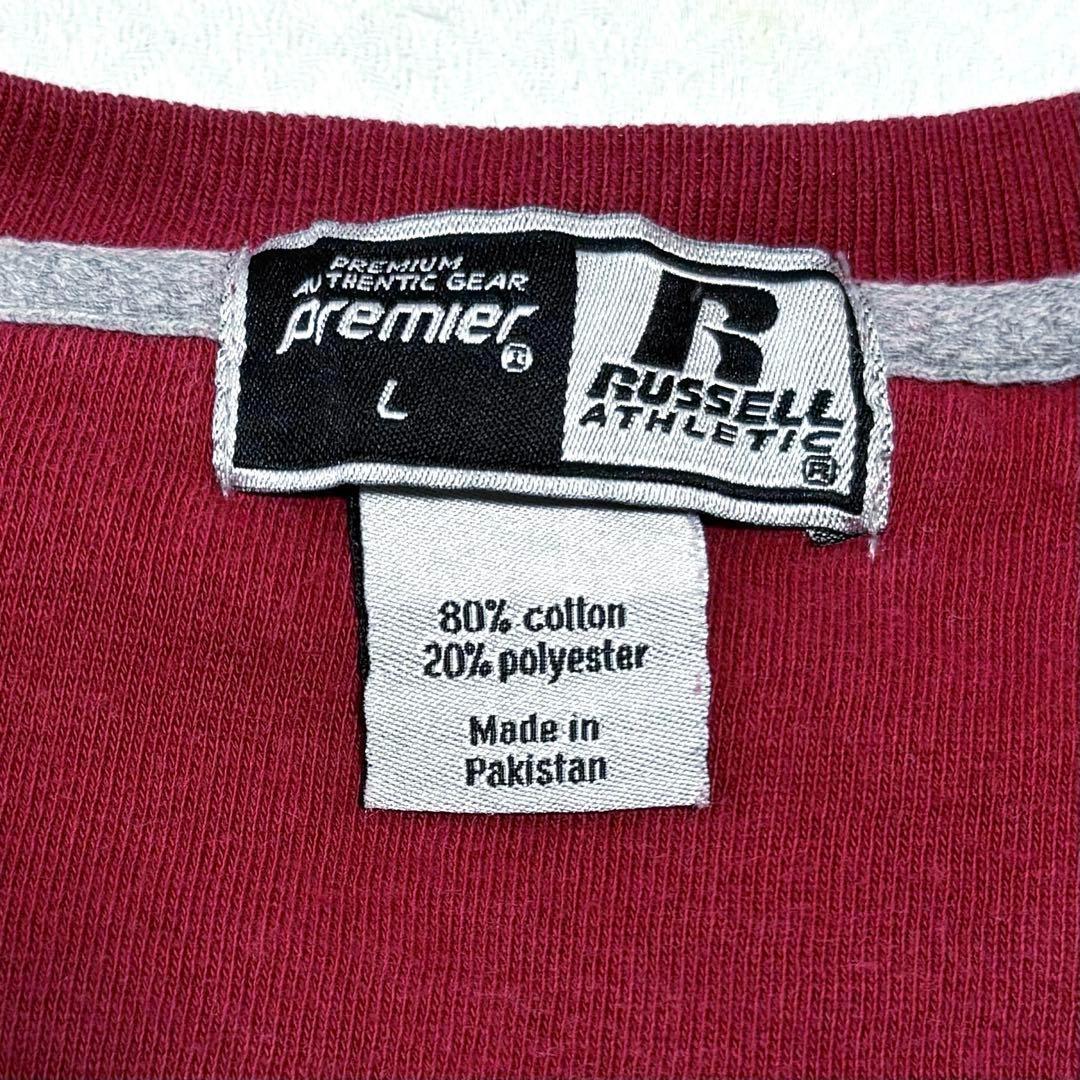 PREMIUM
AUTHENTIC GEAR
premier®
L
R
RUSSELL
ATHLETIC
®
80% cotton
20% polyester
Made in
Pakistan